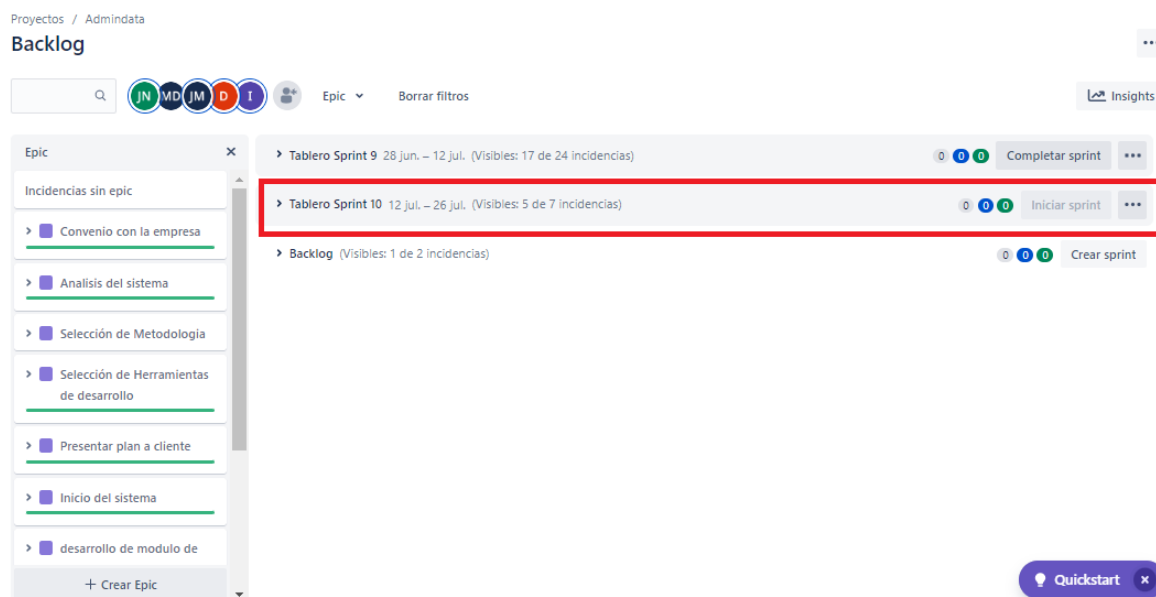 Proyectos / Admindata
Backlog
JN MD JM D I Epic Borrar filtros Insights
Epic
Incidencias sin epic
Convenio con la empresa
Analisis del sistema
Selección de Metodologia
Selección de Herramientas
de desarrollo
Presentar plan a cliente
Inicio del sistema
desarrollo de modulo de
+ Crear Epic
Tablero Sprint 9 28 jun. – 12 jul. (Visibles: 17 de 24 incidencias) 0 0 0 Completar sprint
Tablero Sprint 10 12 jul. – 26 jul. (Visibles: 5 de 7 incidencias) 0 0 0 Iniciar sprint
Backlog (Visibles: 1 de 2 incidencias) 0 0 0 Crear sprint
Quickstart